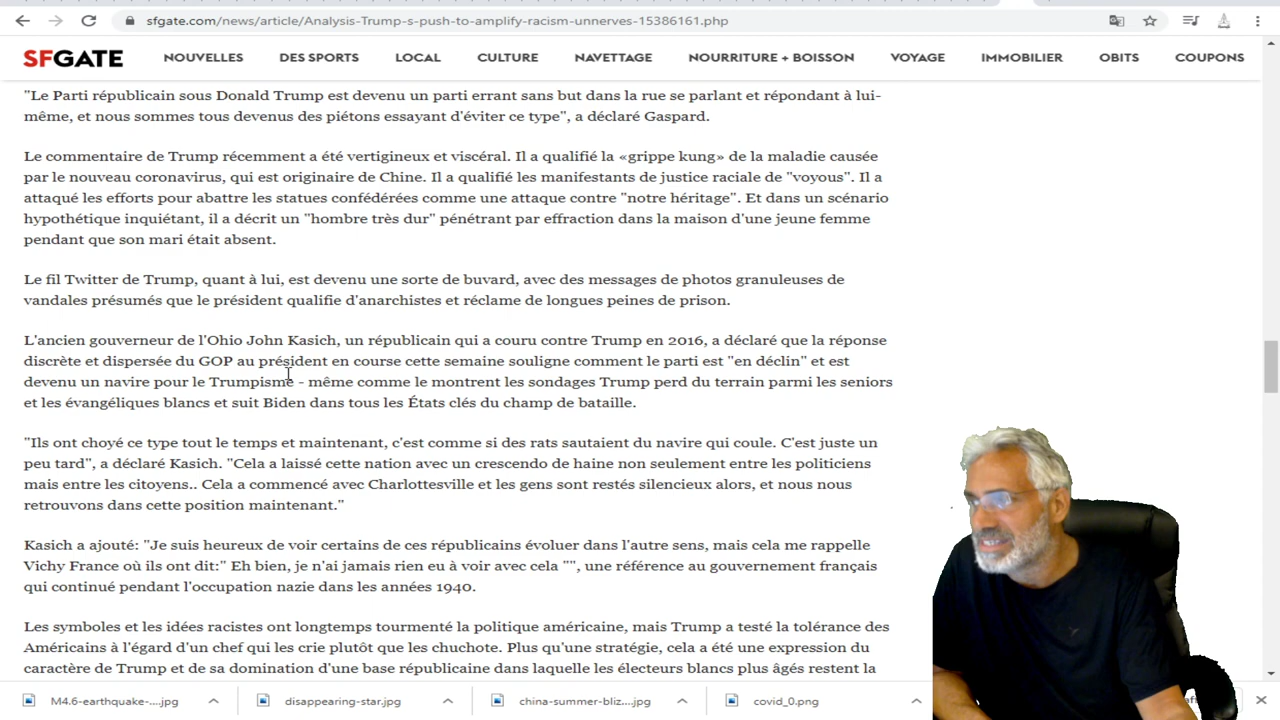 sfgate.com/news/article/Analysis-Trump-s-push-to-amplify-racism-unnerves-15386161.php
SFGATE NOUVELLES DES SPORTS LOCAL CULTURE NAVETTAGE NOURRITURE + BOISSON VOYAGE IMMOBILIER OBITS COUPONS
"Le Parti républicain sous Donald Trump est devenu un parti errant sans but dans la rue se parlant et répondant à lui-
même, et nous sommes tous devenus des piétons essayant d'éviter ce type", a déclaré Gaspard.
Le commentaire de Trump récemment a été vertigineux et viscéral. Il a qualifié la «grippe kung» de la maladie causée
par le nouveau coronavirus, qui est originaire de Chine. Il a qualifié les manifestants de justice raciale de "voyous". Il a
attaqué les efforts pour abattre les statues confédérées comme une attaque contre "notre héritage". Et dans un scénario
hypothétique inquiétant, il a décrit un "hombre très dur" pénétrant par effraction dans la maison d'une jeune femme
pendant que son mari était absent.
Le fil Twitter de Trump, quant à lui, est devenu une sorte de buvard, avec des messages de photos granuleuses de
vandales présumés que le président qualifie d'anarchistes et réclame de longues peines de prison.
L'ancien gouverneur de l'Ohio John Kasich, un républicain qui a couru contre Trump en 2016, a déclaré que la réponse
discrète et dispersée du GOP au président en course cette semaine souligne comment le parti est "en déclin" et est
devenu un navire pour le Trumpisme - même comme le montrent les sondages Trump perd du terrain parmi les seniors
et les évangéliques blancs et suit Biden dans tous les États clés du champ de bataille.
"Ils ont choyé ce type tout le temps et maintenant, c'est comme si des rats sautaient du navire qui coule. C'est juste un
peu tard", a déclaré Kasich. "Cela a laissé cette nation avec un crescendo de haine non seulement entre les politiciens
mais entre les citoyens.. Cela a commencé avec Charlottesville et les gens sont restés silencieux alors, et nous nous
retrouvons dans cette position maintenant."
Kasich a ajouté: "Je suis heureux de voir certains de ces républicains évoluer dans l'autre sens, mais cela me rappelle
Vichy France où ils ont dit:" Eh bien, je n'ai jamais rien eu à voir avec cela "", une référence au gouvernement français
qui continué pendant l'occupation nazie dans les années 1940.
Les symboles et les idées racistes ont longtemps tourmenté la politique américaine, mais Trump a testé la tolérance des
Américains à l'égard d'un chef qui les crie plutôt que les chuchote. Plus qu'une stratégie, cela a été une expression du
caractère de Trump et de sa domination d'une base républicaine dans laquelle les électeurs blancs plus âgés restent la
M4.6-earthquake-....jpg disappearing-star.jpg china-summer-bliz....jpg covid_0.png